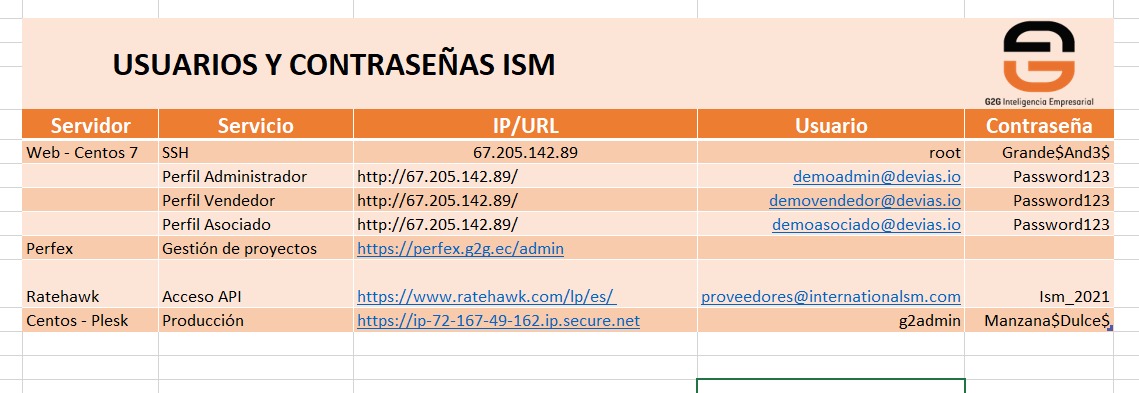 USUARIOS Y CONTRASEÑAS ISM
G2G Inteligencia Empresarial
Servidor Servicio IP/URL Usuario Contraseña
Web - Centos 7 SSH 67.205.142.89 root Grande$And3$
Perfil Administrador http://67.205.142.89/ demoadmin@devias.io Password123
Perfil Vendedor http://67.205.142.89/ demovendedor@devias.io Password123
Perfil Asociado http://67.205.142.89/ demoasociado@devias.io Password123
Perfex Gestión de proyectos https://perfex.g2g.ec/admin
Ratehawk Acceso API https://www.ratehawk.com/lp/es/ proveedores@internationalsm.com Ism_2021
Centos - Plesk Producción https://ip-72-167-49-162.ip.secure.net g2admin Manzana$Dulce$